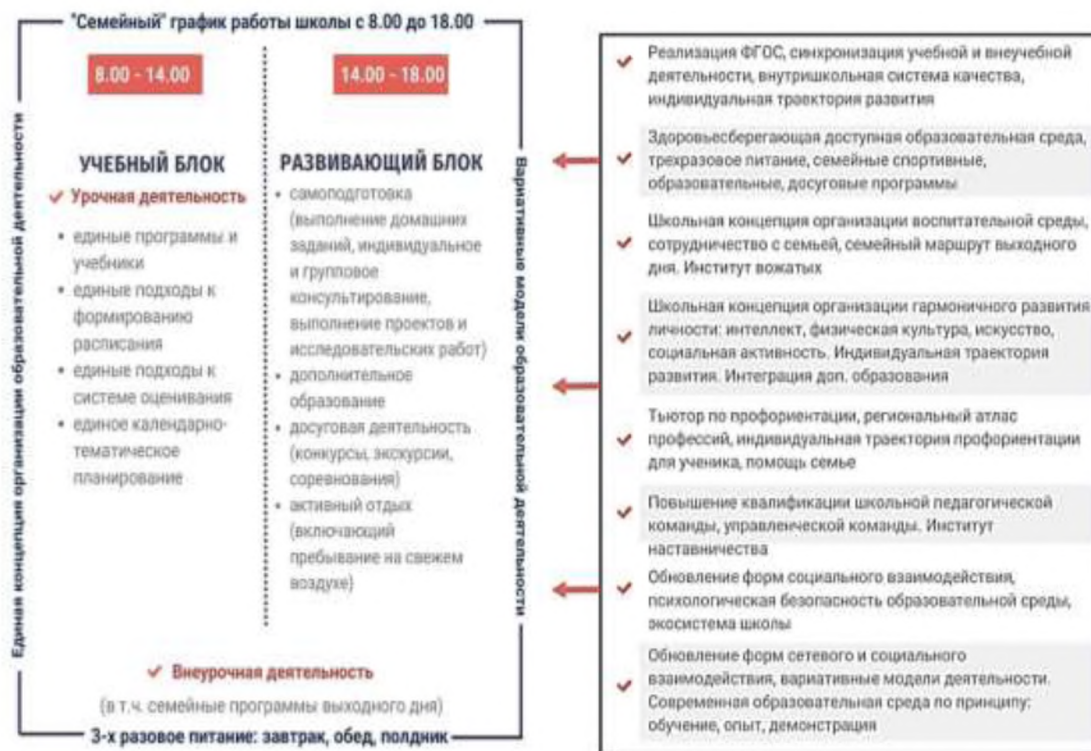 "Семейный" график работы школы с 8.00 до 18.00
8.00 - 14.00
УЧЕБНЫЙ БЛОК
Урочная деятельность
• единые программы и
учебники
• единые подходы к
формированию
расписания
• единые подходы к
системе оценивания
• единое календарно-
тематическое
планирование
14.00 - 18.00
РАЗВИВАЮЩИЙ БЛОК
• самоподготовка
(выполнение домашних
заданий, индивидуальное
и групповое
консультирование,
выполнение проектов и
исследовательских работ)
• дополнительное
образование
• досуговая деятельность
(конкурсы, экскурсии,
соревнования)
• активный отдых
(включающий
пребывание на свежем
воздухе)
Внеурочная деятельность
(в т.ч. семейные программы выходного дня)
3-х разовое питание: завтрак, обед, полдник
Единая концепция организации образовательной деятельности
Вариативные модели образовательной деятельности
Реализация ФГОС, синхронизация учебной и внеучебной
деятельности, внутришкольная система качества,
индивидуальная траектория развития
Здоровьесберегающая доступная образовательная среда,
трехразовое питание, семейные спортивные,
образовательные, досуговые программы
Школьная концепция организации воспитательной среды,
сотрудничество с семьей, семейный маршрут выходного
дня. Институт вожатых
Школьная концепция организации гармоничного развития
личности: интеллект, физическая культура, искусство,
социальная активность. Индивидуальная траектория
развития. Интеграция доп. образования
Тьютор по профориентации, региональный атлас
профессий, индивидуальная траектория профориентации
для ученика, помощь семье
Повышение квалификации школьной педагогической
команды, управленческой команды. Институт
наставничества
Обновление форм социального взаимодействия,
психологическая безопасность образовательной среды,
экосистема школы
Обновление форм сетевого и социального
взаимодействия, вариативные модели деятельности.
Современная образовательная среда по принципу:
обучение, опыт, демонстрация